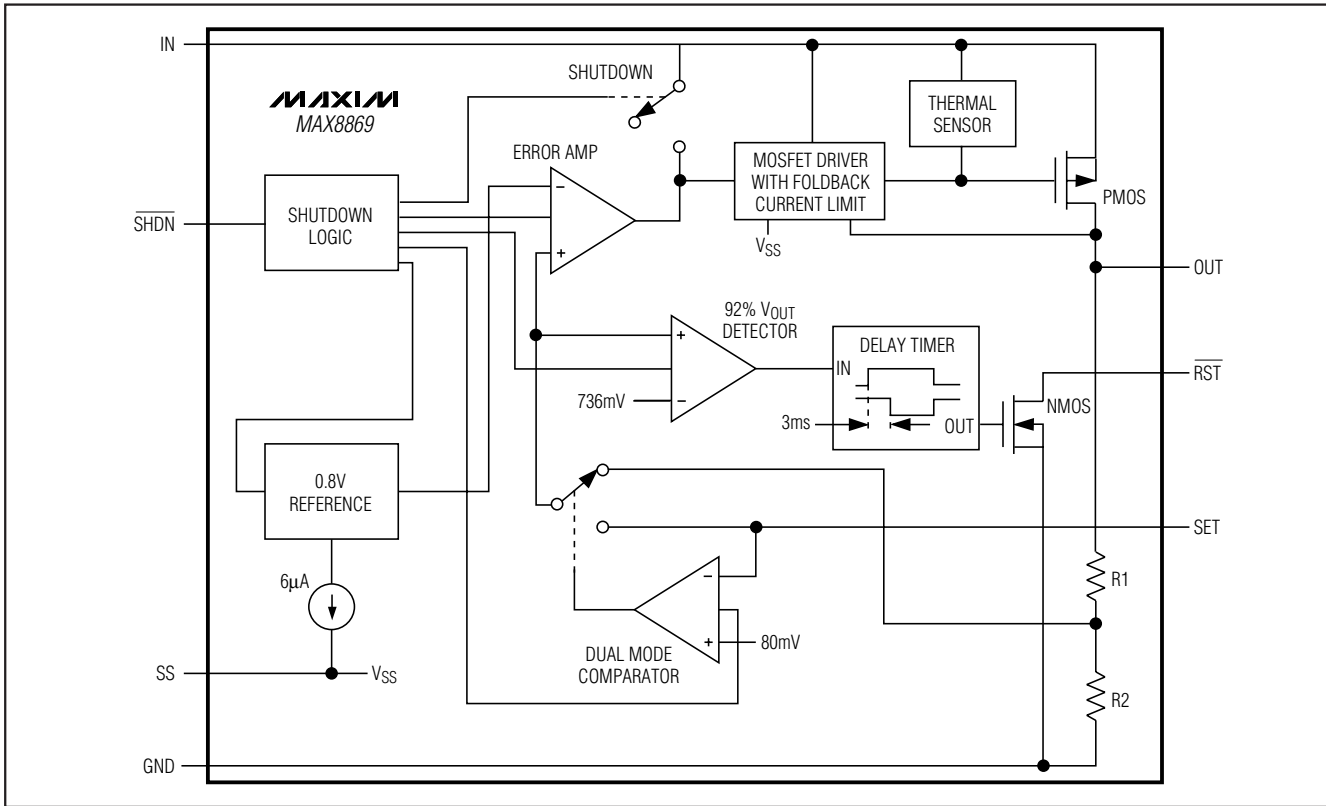 IN
SHUTDOWN
MAXIM
MAX8869
THERMAL
SENSOR
ERROR AMP
MOSFET DRIVER
WITH FOLDBACK
CURRENT LIMIT
−
PMOS
SHDN
SHUTDOWN
LOGIC
VSS
+
OUT
92% VOUT
DETECTOR
DELAY TIMER
+
IN
RST
736mV
−
NMOS
3ms
OUT
0.8V
REFERENCE
SET
−
R1
6µA
+
80mV
DUAL MODE
COMPARATOR
SS
VSS
R2
GND